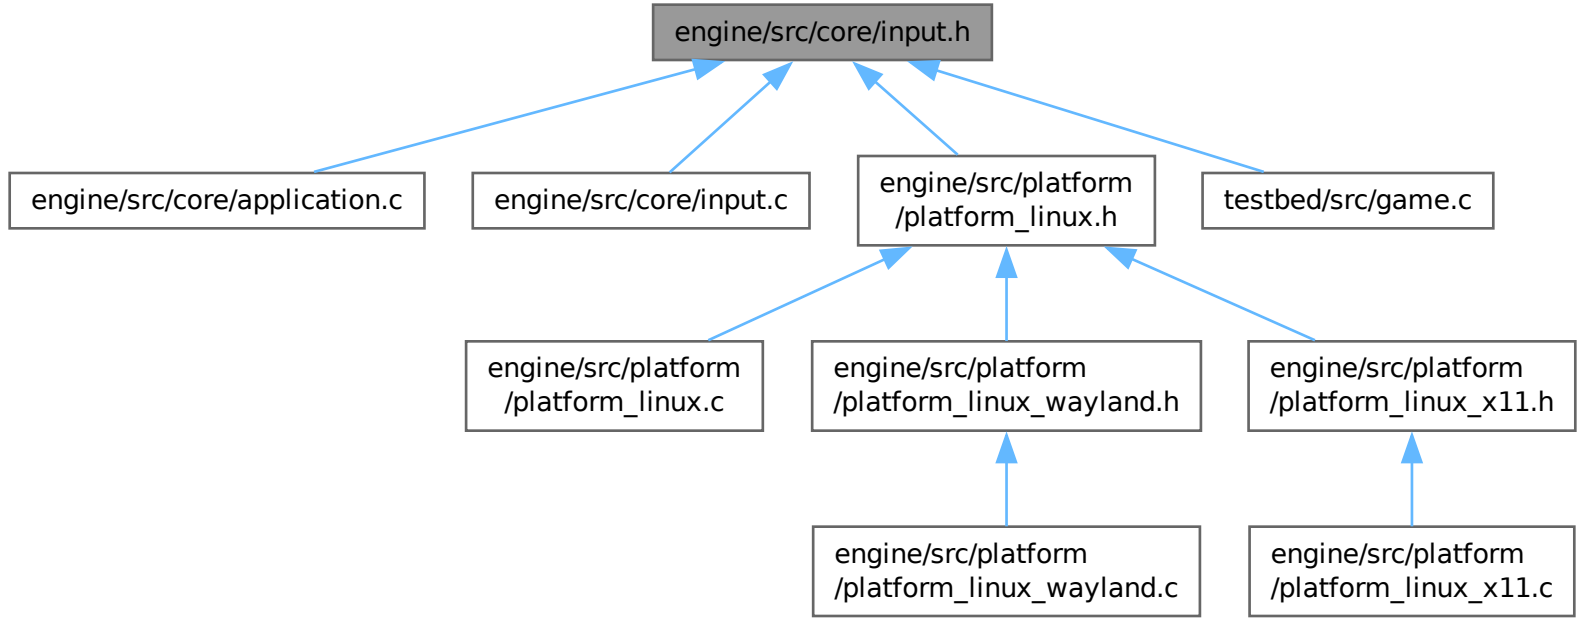 engine/src/core/input.h
engine/src/core/application.c
engine/src/core/input.c
engine/src/platform
/platform_linux.h
testbed/src/game.c
engine/src/platform
/platform_linux.c
engine/src/platform
/platform_linux_wayland.h
engine/src/platform
/platform_linux_x11.h
engine/src/platform
/platform_linux_wayland.c
engine/src/platform
/platform_linux_x11.c